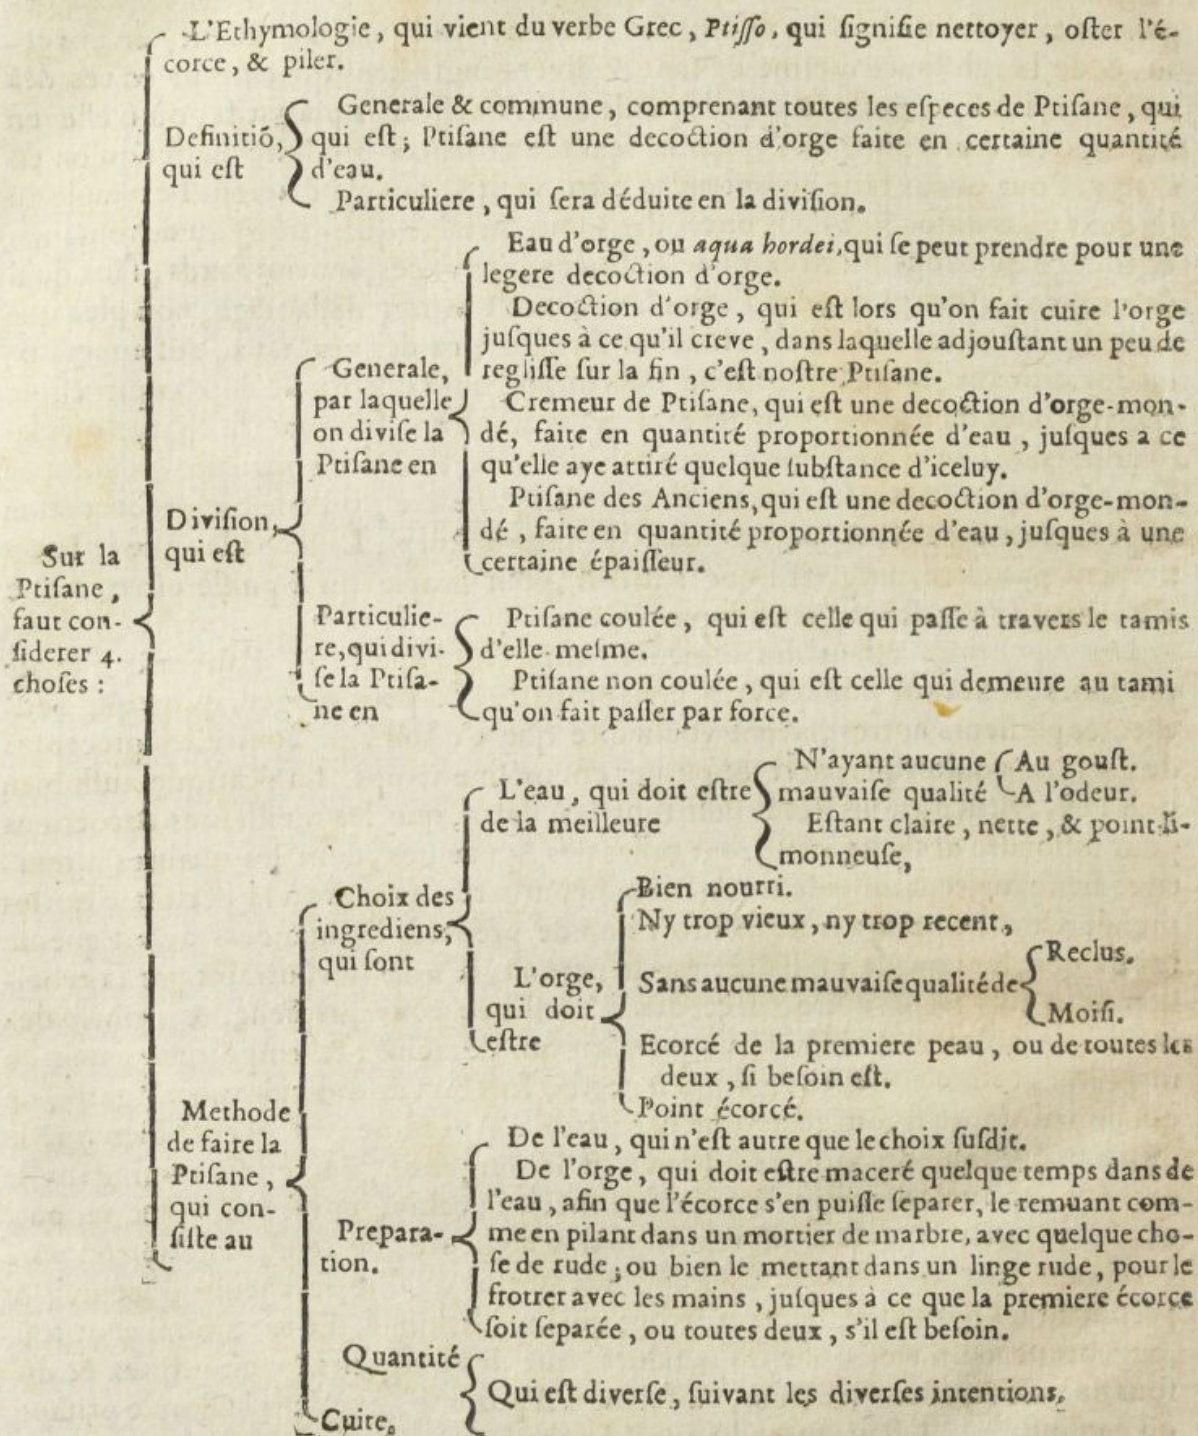 L'Ethymologie, qui vient du verbe Grec, Ptiſſo, qui ſignifie nettoyer, oſter l'é-
corce, & piler.
Definitiõ,
qui eſt
Generale & commune, comprenant toutes les eſpeces de Ptiſane, qui
qui eſt; Ptiſane eſt une decoction d'orge faite en certaine quantité
d'eau.
Particuliere, qui ſera déduite en la diviſion.
Sur la
Ptiſane,
faut con-
ſiderer 4.
choſes:
Diviſion,
qui eſt
Generale,
par laquelle
on diviſe la
Ptiſane en
Eau d'orge, ou aqua hordei, qui ſe peut prendre pour une
legere decoction d'orge.
Decoction d'orge, qui eſt lors qu'on fait cuire l'orge
juſques à ce qu'il creve, dans laquelle adjouſtant un peu de
regliſſe ſur la fin, c'eſt noſtre Ptiſane.
Cremeur de Ptiſane, qui eſt une decoction d'orge-mon-
dé, faite en quantité proportionnée d'eau, juſques a ce
qu'elle aye attiré quelque ſubſtance d'iceluy.
Ptiſane des Anciens, qui eſt une decoction d'orge-mon-
dé, faite en quantité proportionnée d'eau, juſques à une
certaine épaiſſeur.
Particulie-
re, qui divi-
ſe la Ptiſa-
ne en
Ptiſane coulée, qui eſt celle qui paſſe à travers le tamis
d'elle meſme.
Ptiſane non coulée, qui eſt celle qui demeure au tami
qu'on fait paſſer par force.
Methode
de faire la
Ptiſane,
qui con-
ſiſte au
Choix des
ingrediens,
qui ſont
L'eau, qui doit eſtre
de la meilleure
N'ayant aucune
mauvaiſe qualité
Au gouſt.
A l'odeur.
Eſtant claire, nette, & point li-
monneuſe,
L'orge,
qui doit
eſtre
Bien nourri.
Ny trop vieux, ny trop recent,
Sans aucune mauvaiſe qualité de
Reclus.
Moiſi.
Ecorcé de la premiere peau, ou de toutes les
deux, ſi beſoin eſt.
Point écorcé.
Prepara-
tion.
De l'eau, qui n'eſt autre que le choix ſuſdit.
De l'orge, qui doit eſtre maceré quelque temps dans de
l'eau, afin que l'écorce s'en puiſſe ſeparer, le remuant com-
me en pilant dans un mortier de marbre, avec quelque cho-
ſe de rude; ou bien le mettant dans un linge rude, pour le
frotrer avec les mains, juſques à ce que la premiere écorce
ſoit ſeparée, ou toutes deux, s'il eſt beſoin.
Quantité
Cuite.
Qui eſt diverſe, ſuivant les diverſes intentions.